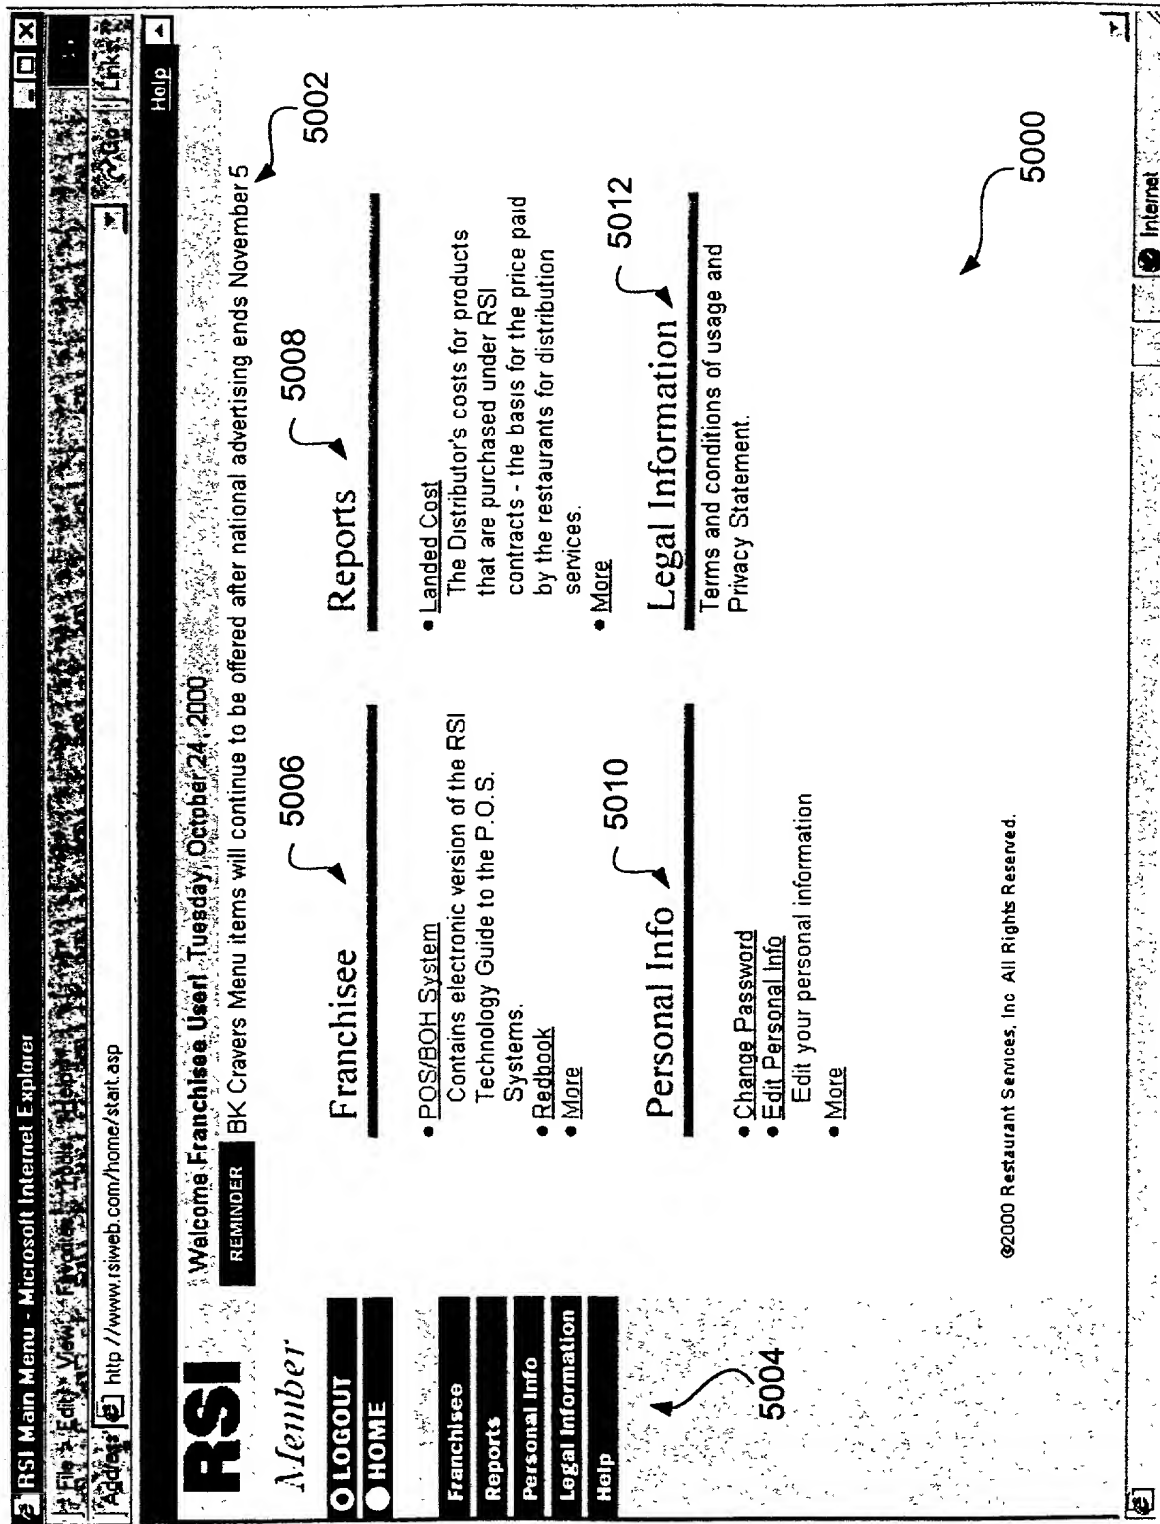 RSI Main Menu - Microsoft Internet Explorer
File Edit View Favorites Tools Help
Address http //www.rsiweb.com/home/start.asp Go Links
Help
RSI
Member
LOGOUT
HOME
Franchisee
Reports
Personal Info
Legal Information
Help
5004
Welcome Franchisee User! Tuesday, October 24, 2000
REMINDER BK Cravers Menu items will continue to be offered after national advertising ends November 5
5002
5006
Franchisee
• POS/BOH System
Contains electronic version of the RSI
Technology Guide to the P.O.S.
Systems.
• Redbook
• More
5008
Reports
• Landed Cost
The Distributor's costs for products
that are purchased under RSI
contracts - the basis for the price paid
by the restaurants for distribution
services.
• More
5010
Personal Info
• Change Password
• Edit Personal Info
Edit your personal information
• More
5012
Legal Information
Terms and conditions of usage and
Privacy Statement.
5000
©2000 Restaurant Services, Inc All Rights Reserved.
Internet